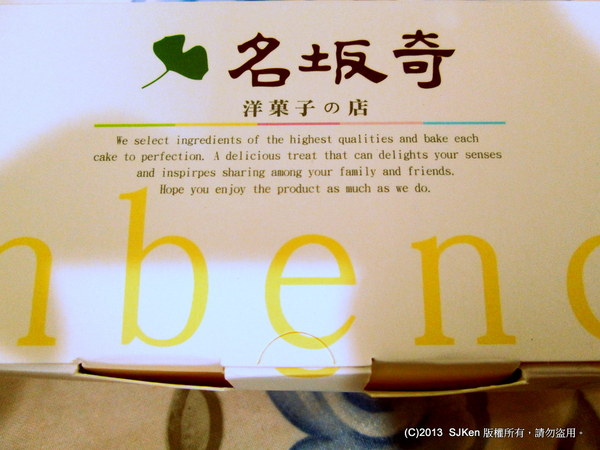 名坂奇
洋菓子の店
We select ingredients of the highest qualities and bake each
cake to perfection. A delicious treat that can delights your senses
and inspirpes sharing among your family and friends.
Hope you enjoy the product as much as we do.
nbeno
(C)2013 SJKen 版權所有，請勿盜用。